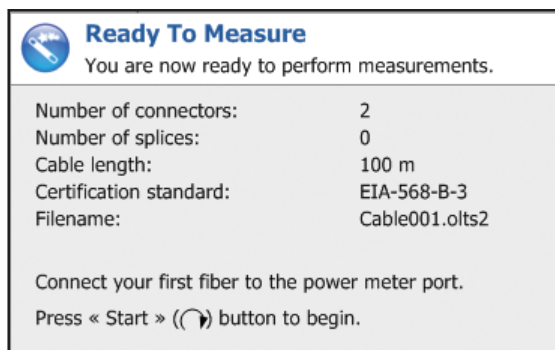 Ready To Measure
You are now ready to perform measurements.
Number of connectors: 2
Number of splices: 0
Cable length: 100 m
Certification standard: EIA-568-B-3
Filename: Cable001.olts2
Connect your first fiber to the power meter port.
Press « Start » () button to begin.